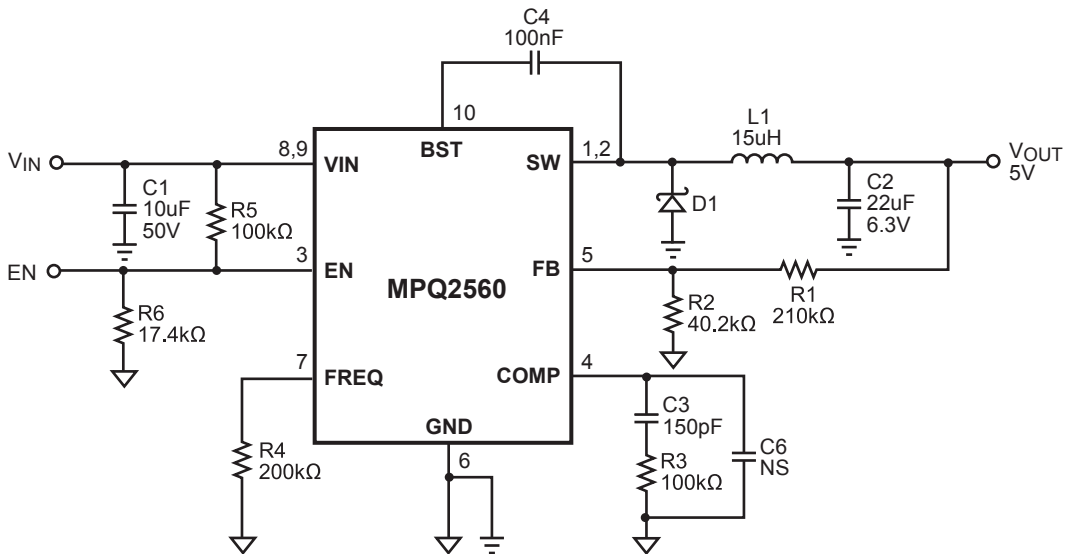 C4
100nF
10
BST
VIN
8,9
VIN
SW
1,2
L1
15uH
VOUT
5V
C1
10uF
50V
R5
100kΩ
D1
C2
22uF
6.3V
EN
3
EN
FB
5
MPQ2560
R1
210kΩ
R2
40.2kΩ
R6
17.4kΩ
7
FREQ
COMP
4
GND
6
R4
200kΩ
C3
150pF
R3
100kΩ
C6
NS